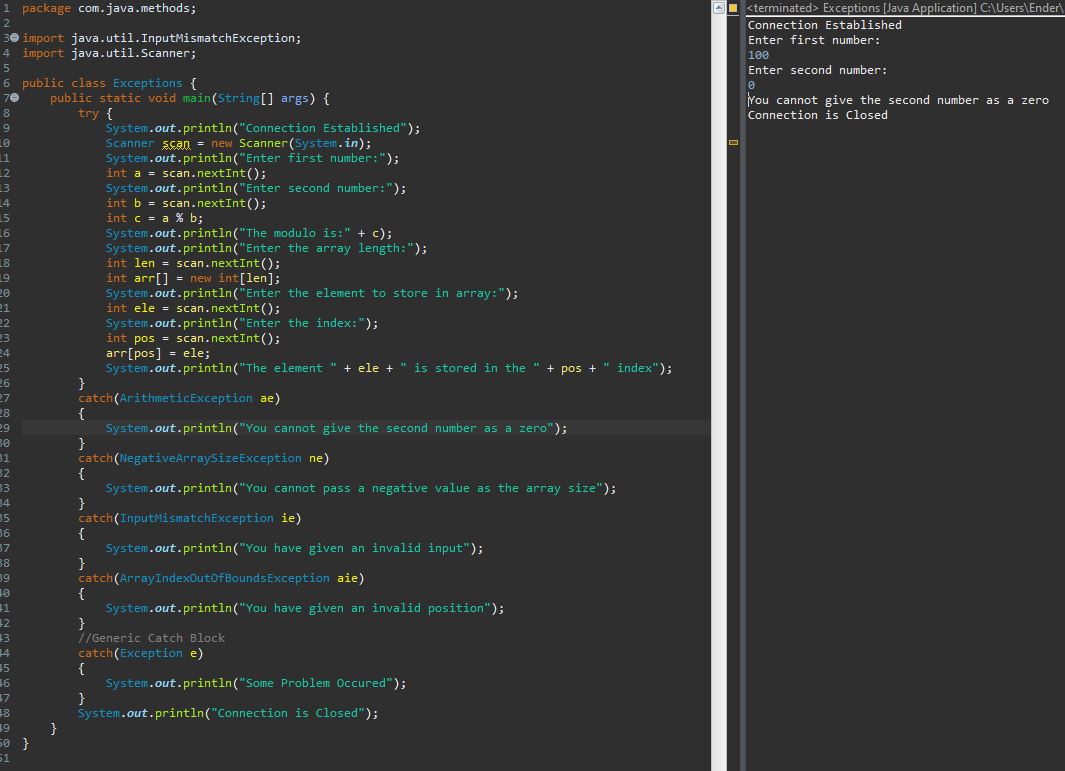 1 package com.java.methods;
2
3 import java.util.InputMismatchException;
4 import java.util.Scanner;
5
6 public class Exceptions {
7 public static void main(String[] args) {
8 try {
9 System.out.println("Connection Established");
10 Scanner scan = new Scanner(System.in);
11 System.out.println("Enter first number:");
12 int a = scan.nextInt();
13 System.out.println("Enter second number:");
14 int b = scan.nextInt();
15 int c = a % b;
16 System.out.println("The modulo is:" + c);
17 System.out.println("Enter the array length:");
18 int len = scan.nextInt();
19 int arr[] = new int[len];
20 System.out.println("Enter the element to store in array:");
21 int ele = scan.nextInt();
22 System.out.println("Enter the index:");
23 int pos = scan.nextInt();
24 arr[pos] = ele;
25 System.out.println("The element " + ele + " is stored in the " + pos + " index");
26 }
27 catch(ArithmeticException ae)
28 {
29 System.out.println("You cannot give the second number as a zero");
30 }
31 catch(NegativeArraySizeException ne)
32 {
33 System.out.println("You cannot pass a negative value as the array size");
34 }
35 catch(InputMismatchException ie)
36 {
37 System.out.println("You have given an invalid input");
38 }
39 catch(ArrayIndexOutOfBoundsException aie)
40 {
41 System.out.println("You have given an invalid position");
42 }
43 //Generic Catch Block
44 catch(Exception e)
45 {
46 System.out.println("Some Problem Occured");
47 }
48 System.out.println("Connection is Closed");
49 }
50 }
51
<terminated> Exceptions [Java Application] C:\Users\Ender\
Connection Established
Enter first number:
100
Enter second number:
0
You cannot give the second number as a zero
Connection is Closed